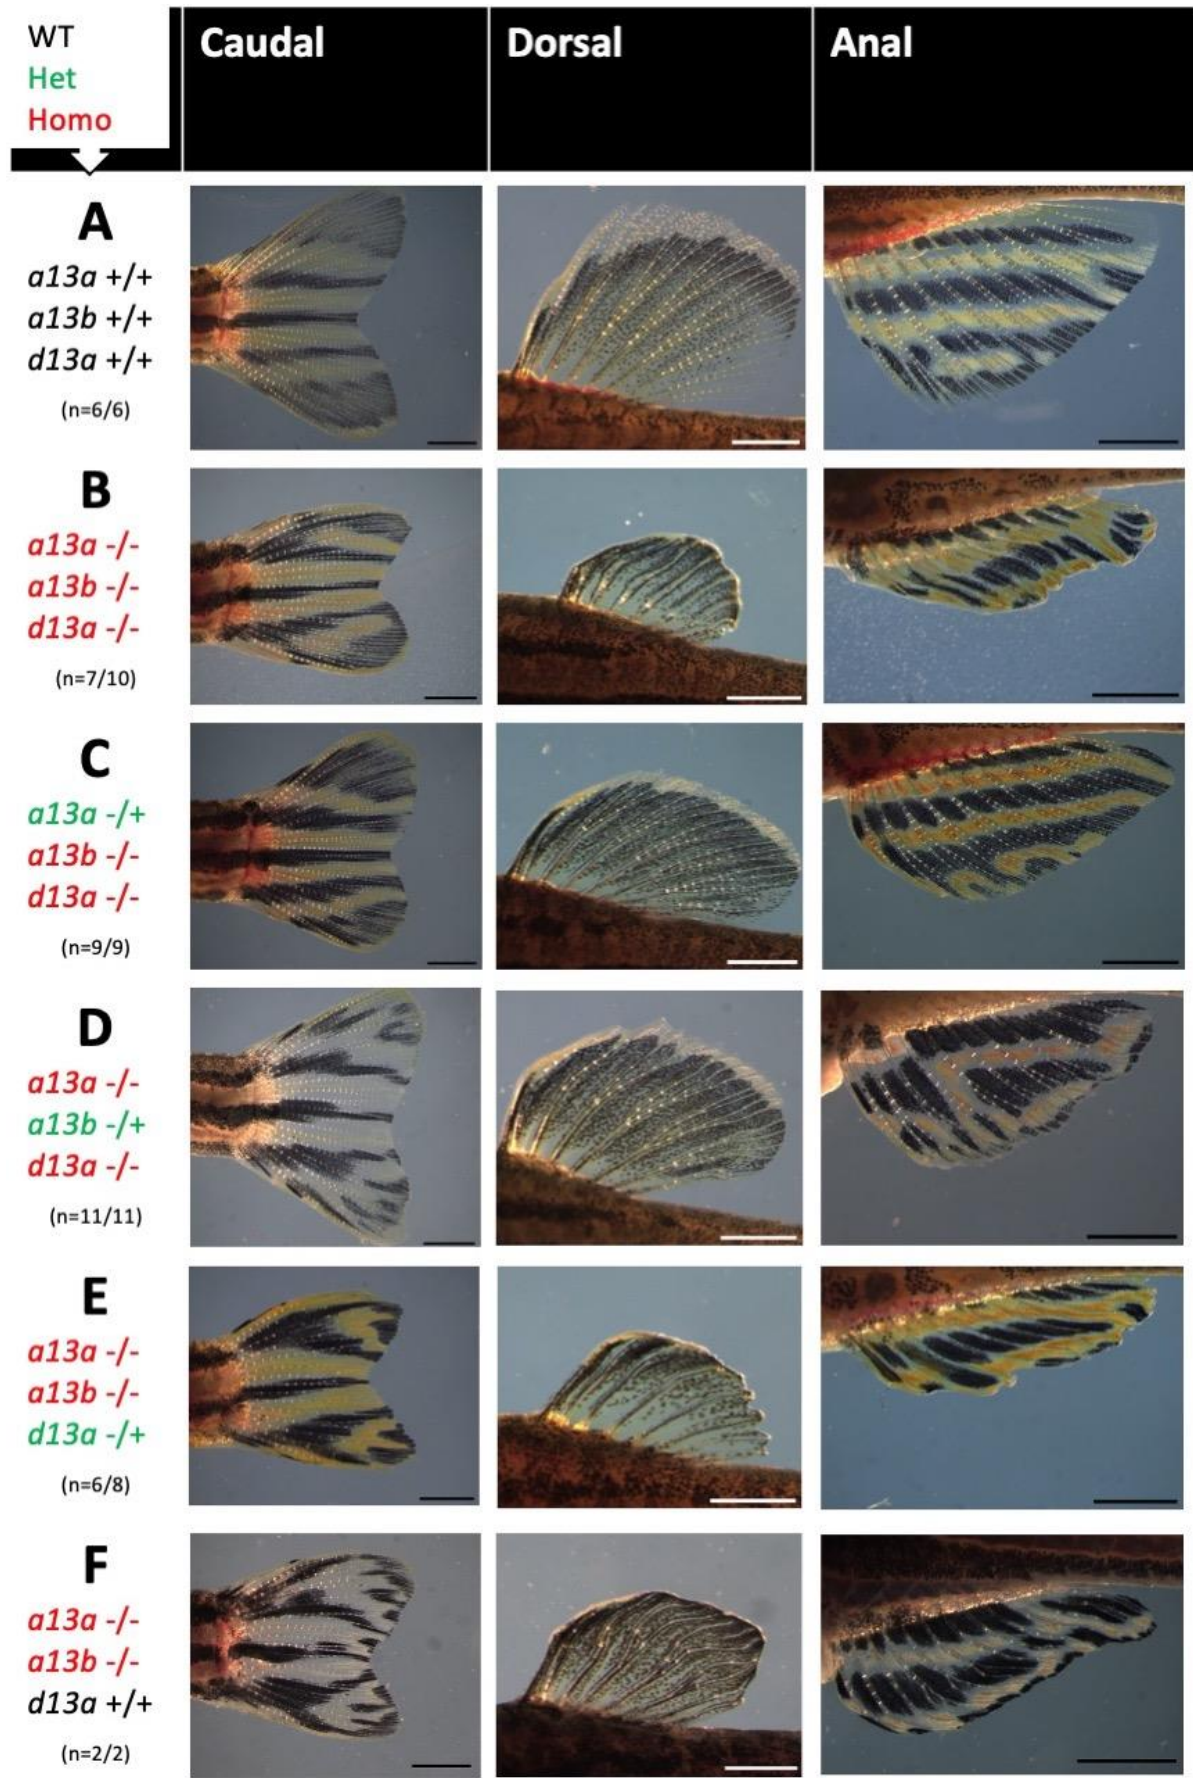 WT
Het
Homo
Caudal
Dorsal
Anal
A
a13a +/+
a13b +/+
d13a +/+
(n=6/6)
B
a13a -/-
a13b -/-
d13a -/-
(n=7/10)
C
a13a -/+
a13b -/-
d13a -/-
(n=9/9)
D
a13a -/-
a13b -/+
d13a -/-
(n=11/11)
E
a13a -/-
a13b -/-
d13a -/+
(n=6/8)
F
a13a -/-
a13b -/-
d13a +/+
(n=2/2)